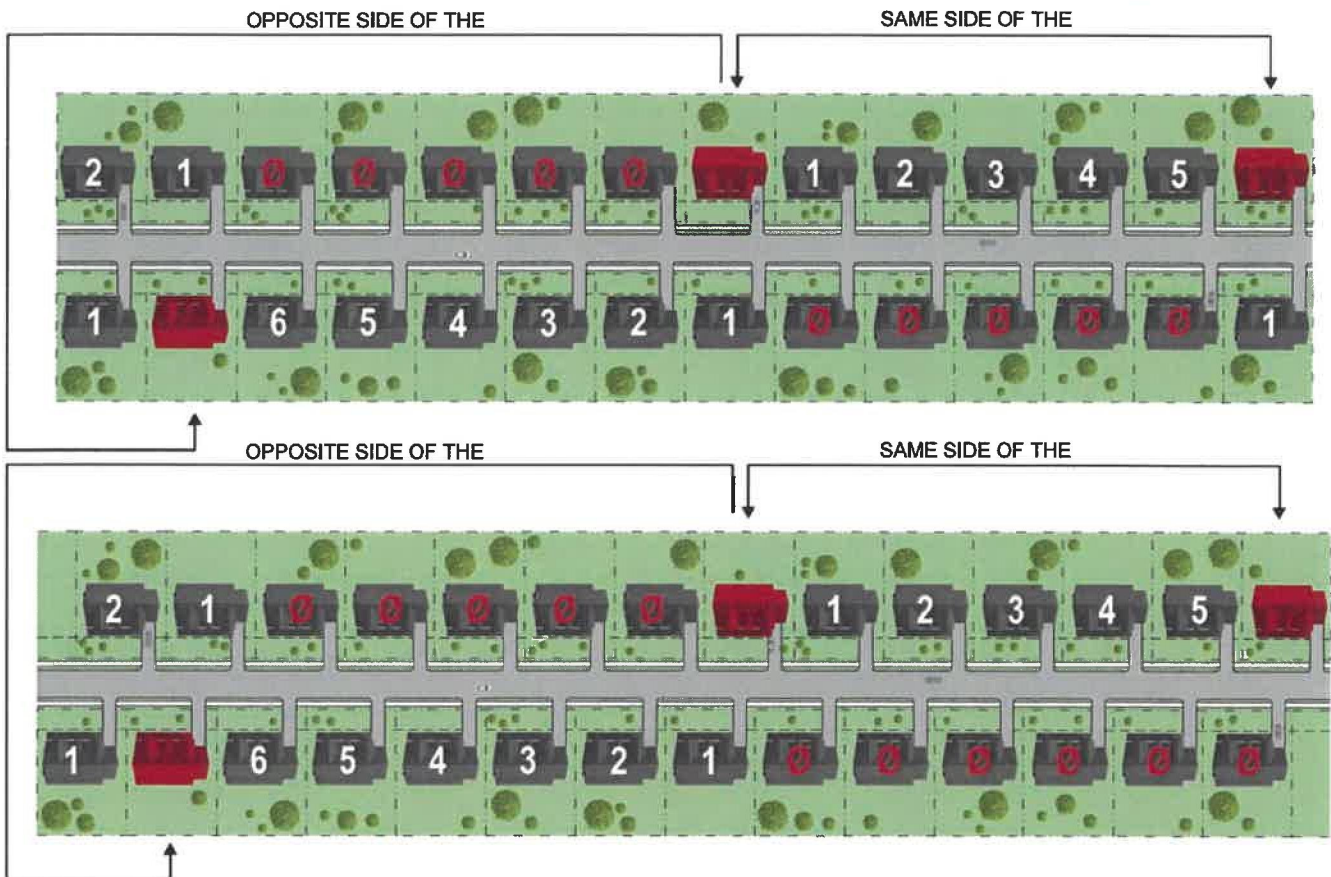 OPPOSITE SIDE OF THE SAME SIDE OF THE
2 1 Ø Ø Ø Ø Ø 1 2 3 4 5
1 6 5 4 3 2 1 Ø Ø Ø Ø Ø 1
OPPOSITE SIDE OF THE SAME SIDE OF THE
2 1 Ø Ø Ø Ø Ø 1 2 3 4 5
1 6 5 4 3 2 1 Ø Ø Ø Ø Ø Ø